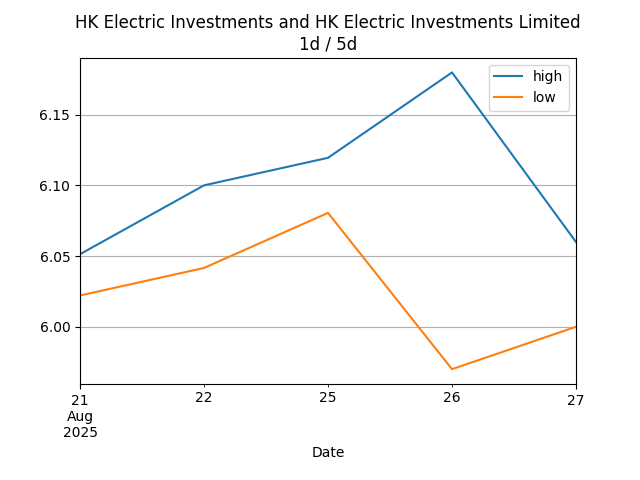 HK Electric Investments and HK Electric Investments Limited
1d / 5d
high
low
6.15
6.10
6.05
6.00
21
Aug
2025
22
25
26
27
Date